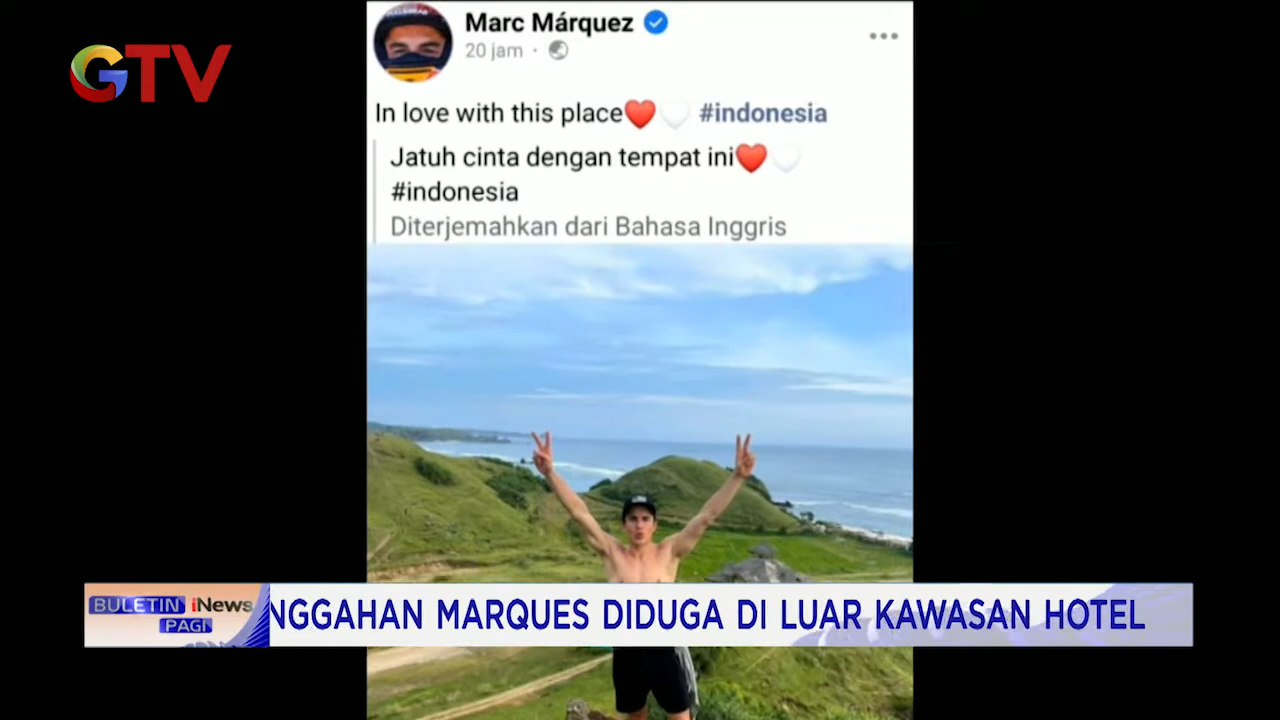 GTV
Marc Márquez
20 jam ·
In love with this place❤️🤍 #indonesia
Jatuh cinta dengan tempat ini❤️🤍
#indonesia
Diterjemahkan dari Bahasa Inggris
BULETIN iNews
PAGI
NGGAHAN MARQUES DIDUGA DI LUAR KAWASAN HOTEL